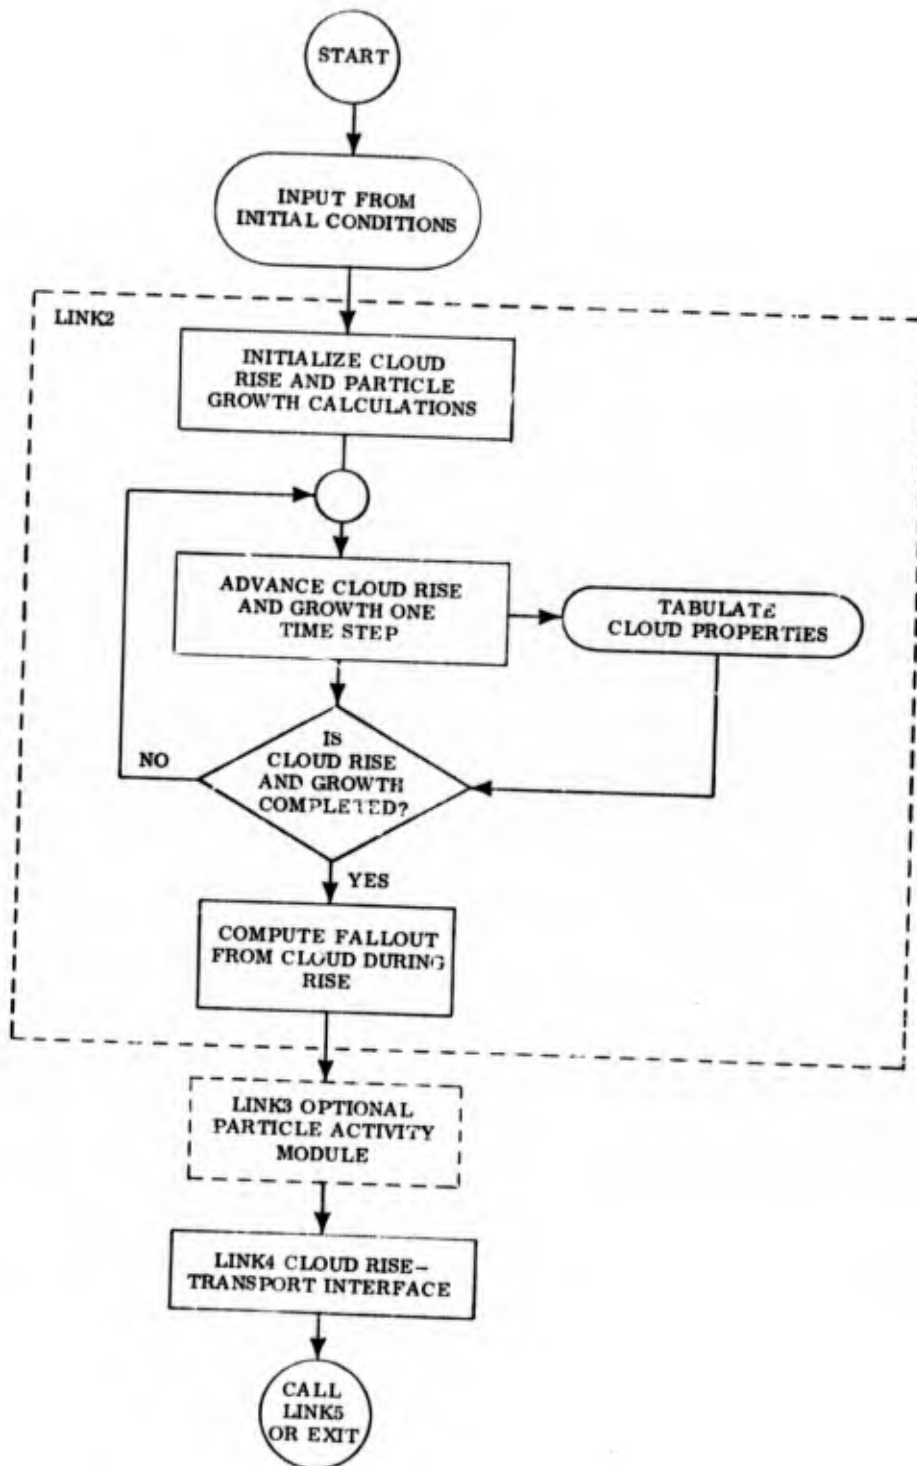 START
INPUT FROM
INITIAL CONDITIONS
LINK2
INITIALIZE CLOUD
RISE AND PARTICLE
GROWTH CALCULATIONS
ADVANCE CLOUD RISE
AND GROWTH ONE
TIME STEP
TABULATE
CLOUD PROPERTIES
IS
CLOUD RISE
AND GROWTH
COMPLETED?
NO
YES
COMPUTE FALLOUT
FROM CLOUD DURING
RISE
LINK3 OPTIONAL
PARTICLE ACTIVITY
MODULE
LINK4 CLOUD RISE–
TRANSPORT INTERFACE
CALL
LINK5
OR EXIT